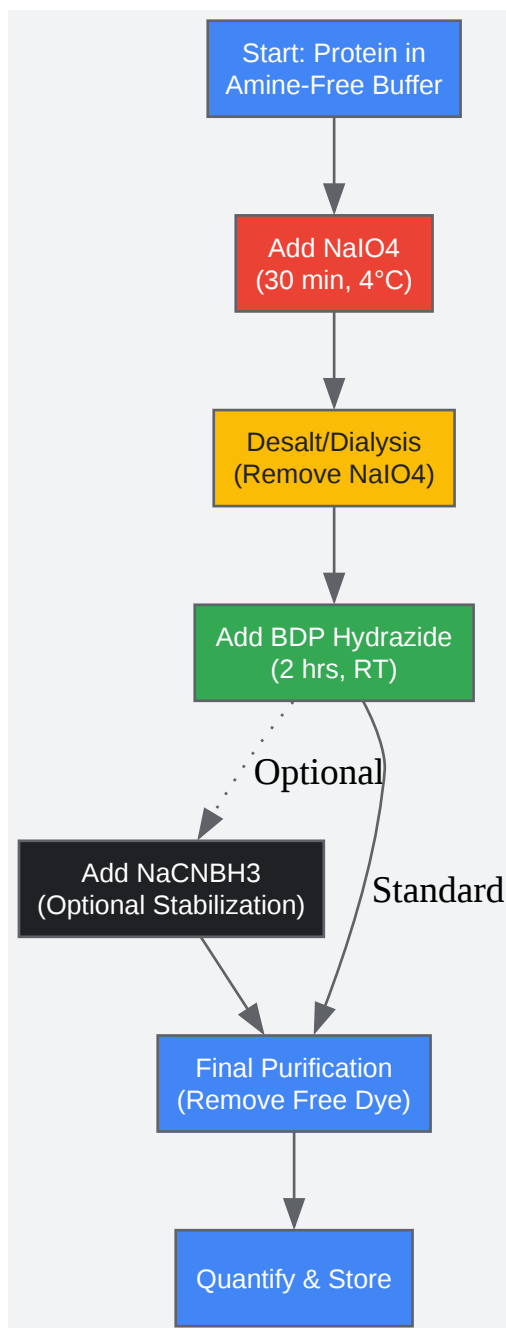 Start: Protein in
Amine-Free Buffer
Add NaIO4
(30 min, 4°C)
Desalt/Dialysis
(Remove NaIO4)
Add BDP Hydrazide
(2 hrs, RT)
Optional
Add NaCNBH3
(Optional Stabilization)
Standard
Final Purification
(Remove Free Dye)
Quantify & Store